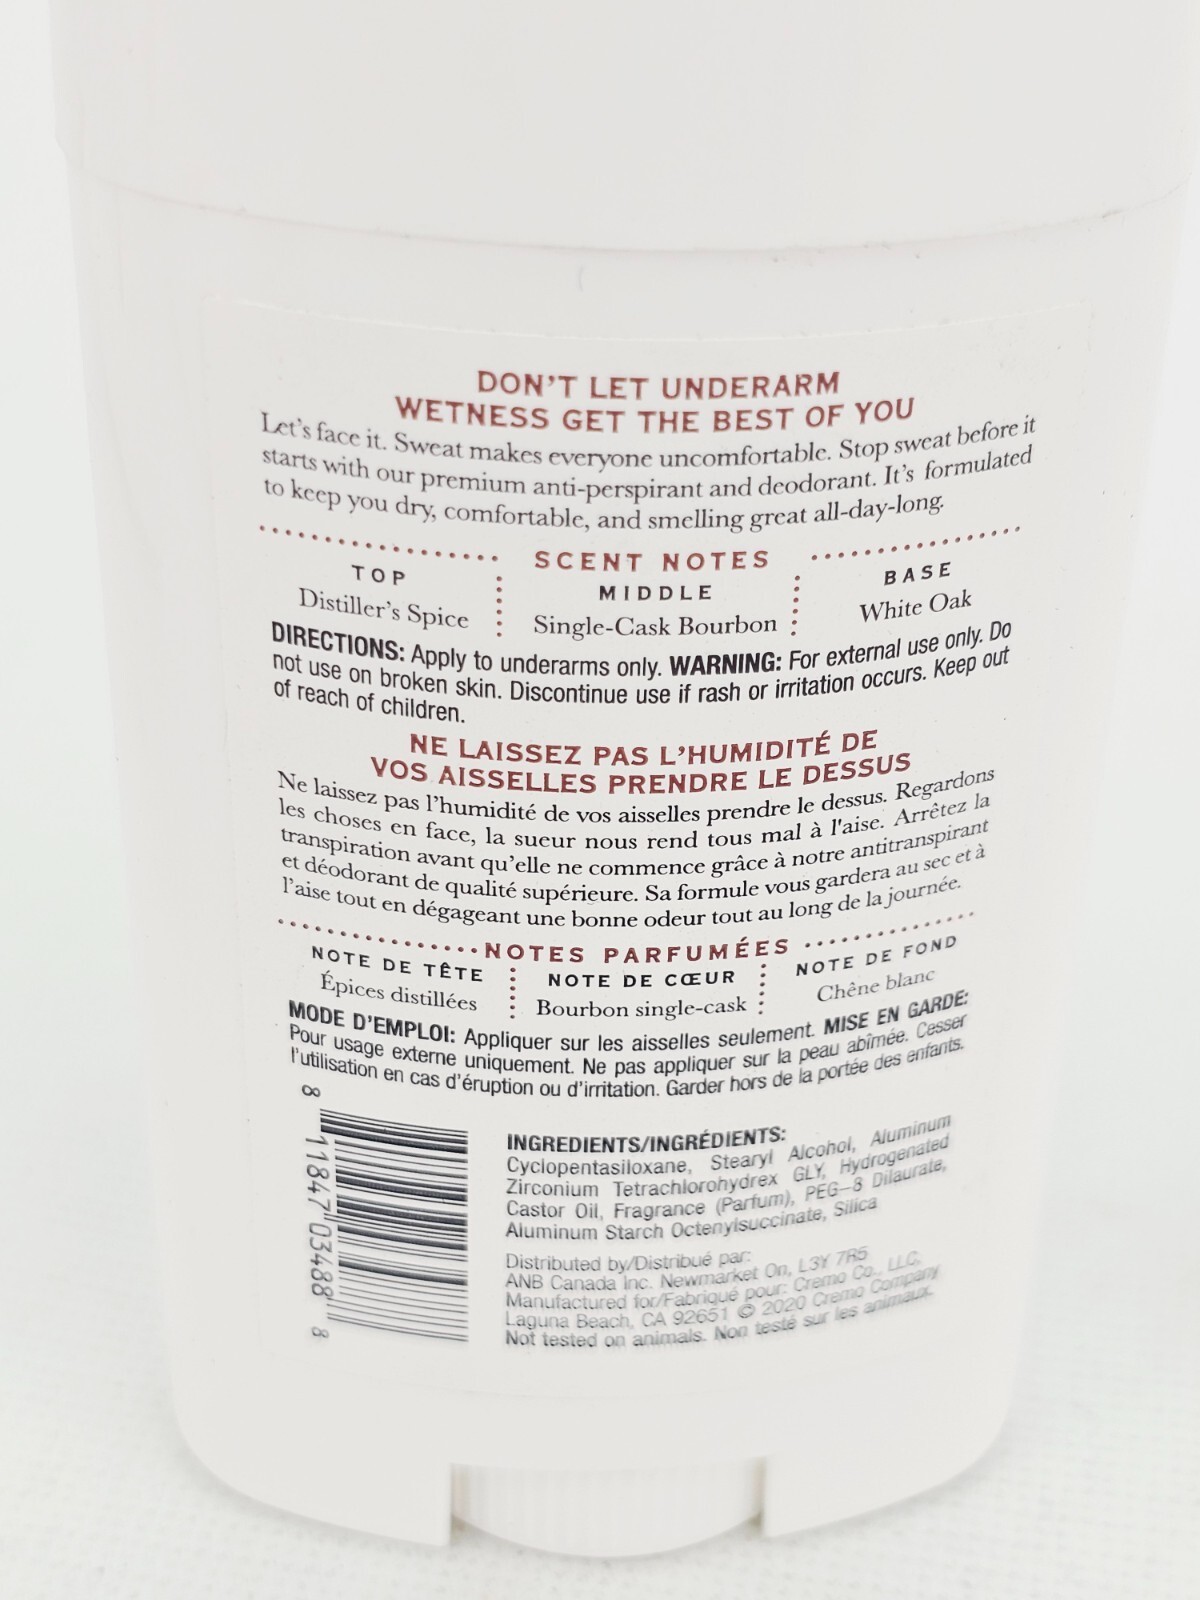 DON'T LET UNDERARM
WETNESS GET THE BEST OF YOU
Let's face it. Sweat makes everyone uncomfortable. Stop sweat before it
starts with our premium anti-perspirant and deodorant. It's formulated
to keep you dry, comfortable, and smelling great all-day-long.
SCENT NOTES
TOP
MIDDLE
BASE
Distiller's Spice
Single-Cask Bourbon
White Oak
DIRECTIONS: Apply to underarms only. WARNING: For external use only. Do
not use on broken skin. Discontinue use if rash or irritation occurs. Keep out
of reach of children.
NE LAISSEZ PAS L'HUMIDITÉ DE
VOS AISSELLES PRENDRE LE DESSUS
Ne laissez pas l'humidité de vos aisselles prendre le dessus. Regardons
les choses en face, la sueur nous rend tous mal à l'aise. Arrêtez la
transpiration avant qu'elle ne commence grâce à notre antitranspirant
et déodorant de qualité supérieure. Sa formule vous gardera au sec et à
l'aise tout en dégageant une bonne odeur tout au long de la journée.
NOTES PARFUMÉES
NOTE DE TÊTE
NOTE DE CŒUR
NOTE DE FOND
Épices distillées
Bourbon single-cask
Chêne blanc
MODE D'EMPLOI: Appliquer sur les aisselles seulement. MISE EN GARDE:
Pour usage externe uniquement. Ne pas appliquer sur la peau abîmée. Cesser
l'utilisation en cas d'éruption ou d'irritation. Garder hors de la portée des enfants.
8 11847 03488 8
INGREDIENTS/INGRÉDIENTS:
Cyclopentasiloxane, Stearyl Alcohol, Aluminum
Zirconium Tetrachlorohydrex GLY, Hydrogenated
Castor Oil, Fragrance (Parfum), PEG–8 Dilaurate,
Aluminum Starch Octenylsuccinate, Silica
Distributed by/Distribué par:
ANB Canada Inc. Newmarket On, L3Y 7R5
Manufactured for/Fabriqué pour: Cremo Co., LLC,
Laguna Beach, CA 92651 © 2020 Cremo Company
Not tested on animals. Non testé sur les animaux.